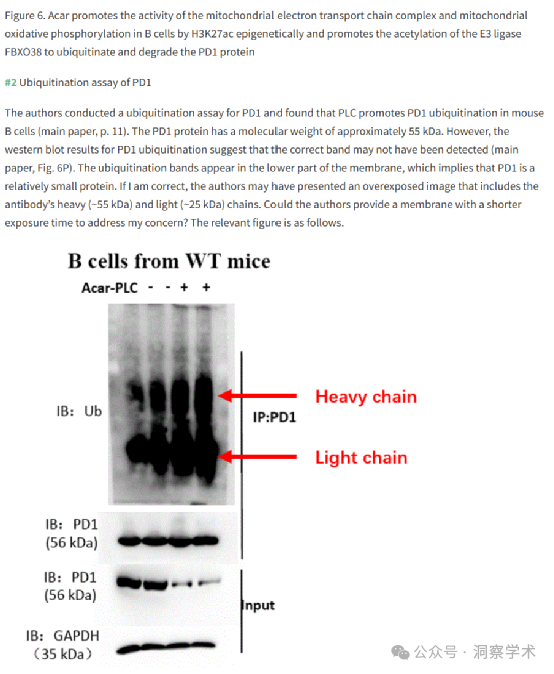 Figure 6. Acar promotes the activity of the mitochondrial electron transport chain complex and mitochondrial
oxidative phosphorylation in B cells by H3K27ac epigenetically and promotes the acetylation of the E3 ligase
FBXO38 to ubiquitinate and degrade the PD1 protein
#2 Ubiquitination assay of PD1
The authors conducted a ubiquitination assay for PD1 and found that PLC promotes PD1 ubiquitination in mouse
B cells (main paper, p. 11). The PD1 protein has a molecular weight of approximately 55 kDa. However, the
western blot results for PD1 ubiquitination suggest that the correct band may not have been detected (main
paper, Fig. 6P). The ubiquitination bands appear in the lower part of the membrane, which implies that PD1 is a
relatively small protein. If I am correct, the authors may have presented an overexposed image that includes the
antibody's heavy (~55 kDa) and light (~25 kDa) chains. Could the authors provide a membrane with a shorter
exposure time to address my concern? The relevant figure is as follows.
B cells from WT mice
Acar-PLC - - + +
IB: Ub
Heavy chain
IP:PD1
Light chain
IB: PD1
(56 kDa)
IB: PD1
(56 kDa)
Input
IB: GAPDH
(35 kDa)
公众号 · 洞察学术